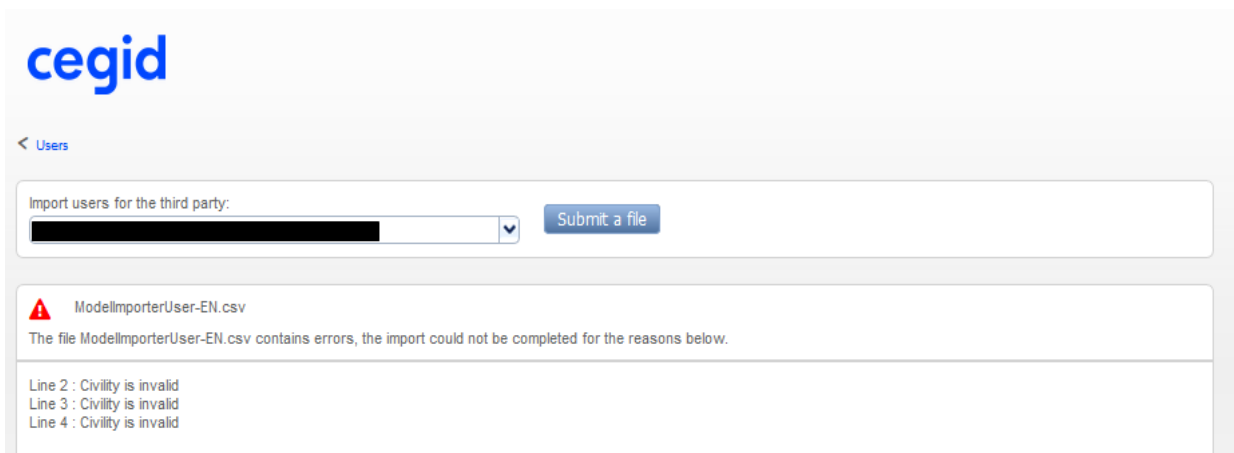 cegid
< Users
Import users for the third party:
Submit a file
ModelImporterUser-EN.csv
The file ModelImporterUser-EN.csv contains errors, the import could not be completed for the reasons below.
Line 2 : Civility is invalid
Line 3 : Civility is invalid
Line 4 : Civility is invalid